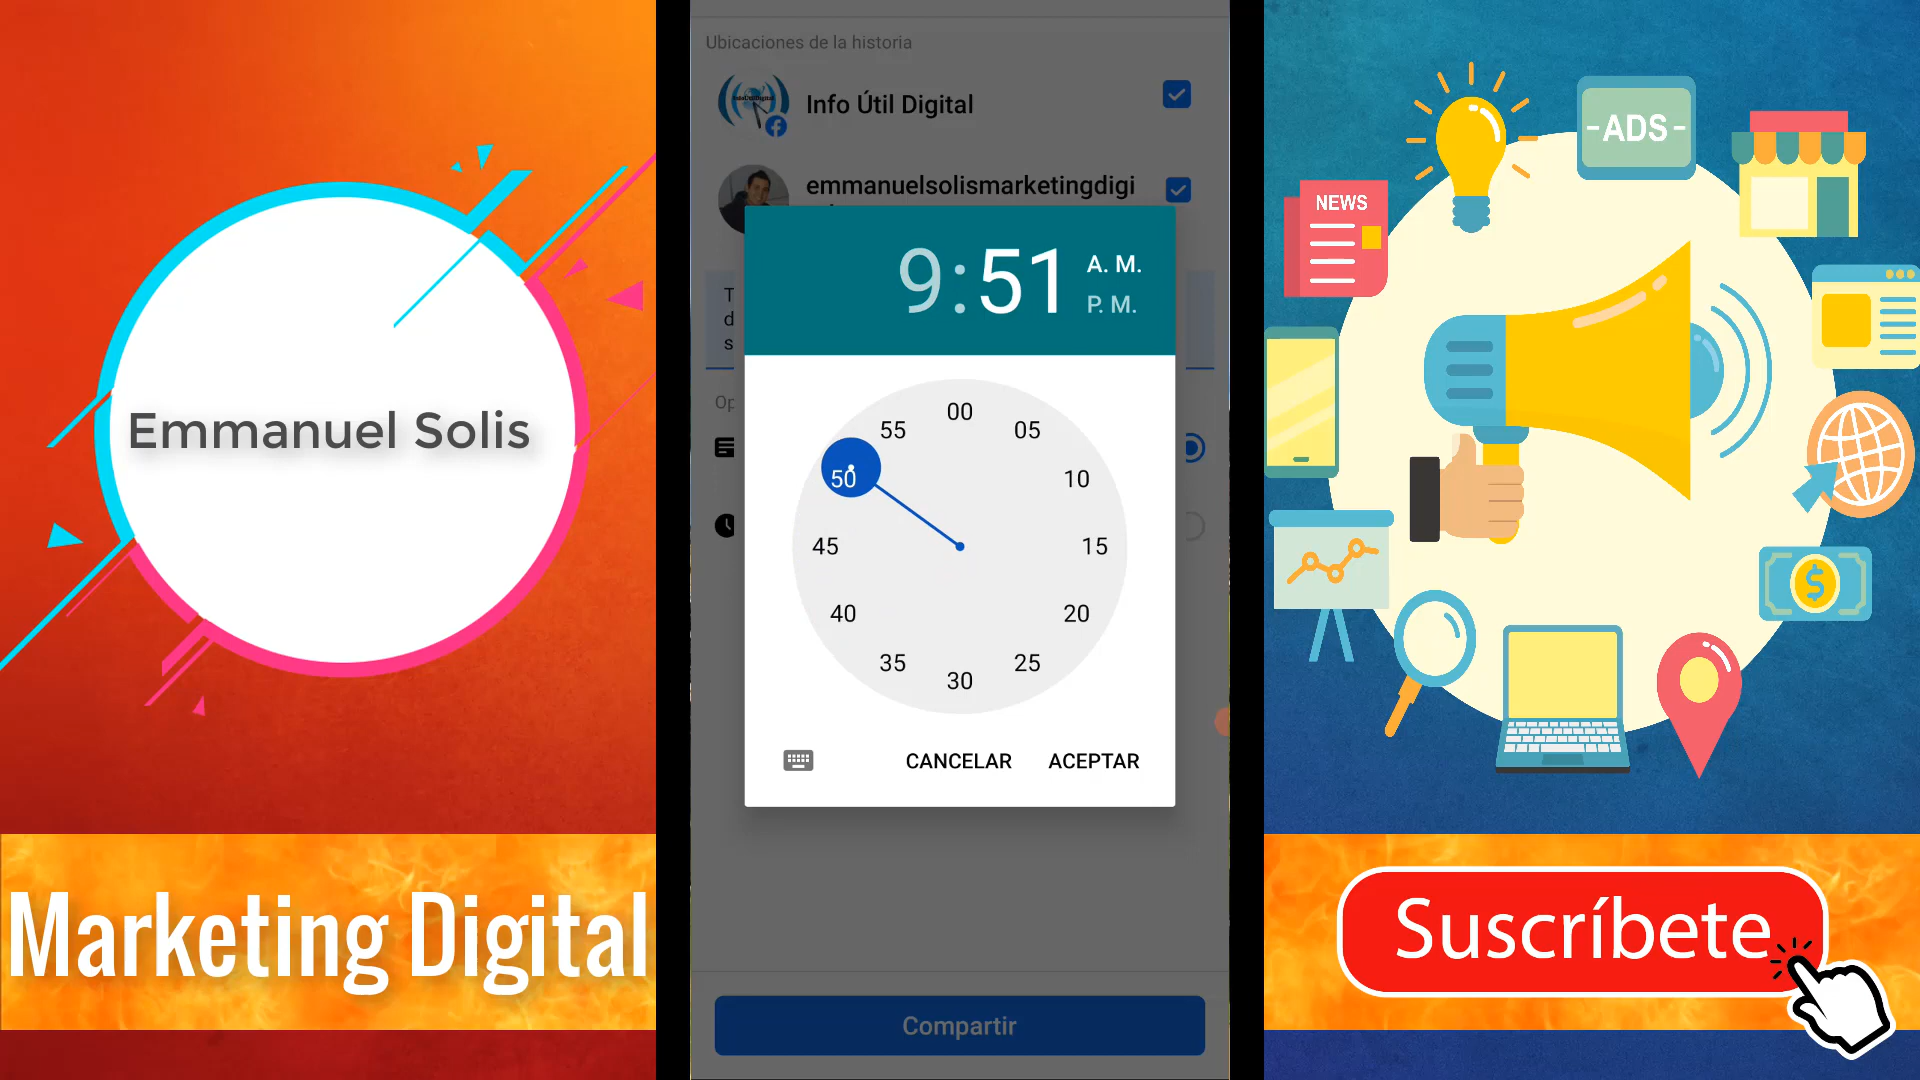 Emmanuel Solis
Marketing Digital
Ubicaciones de la historia
Info Útil Digital
emmanuelsolismarketingdigi
9:51
A. M.
P. M.
T
d
s
Op
00
05
10
15
20
25
30
35
40
45
50
55
CANCELAR
ACEPTAR
Compartir
-ADS-
NEWS
$
Suscríbete